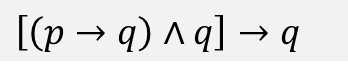 [(p → q) ∧ q] → q